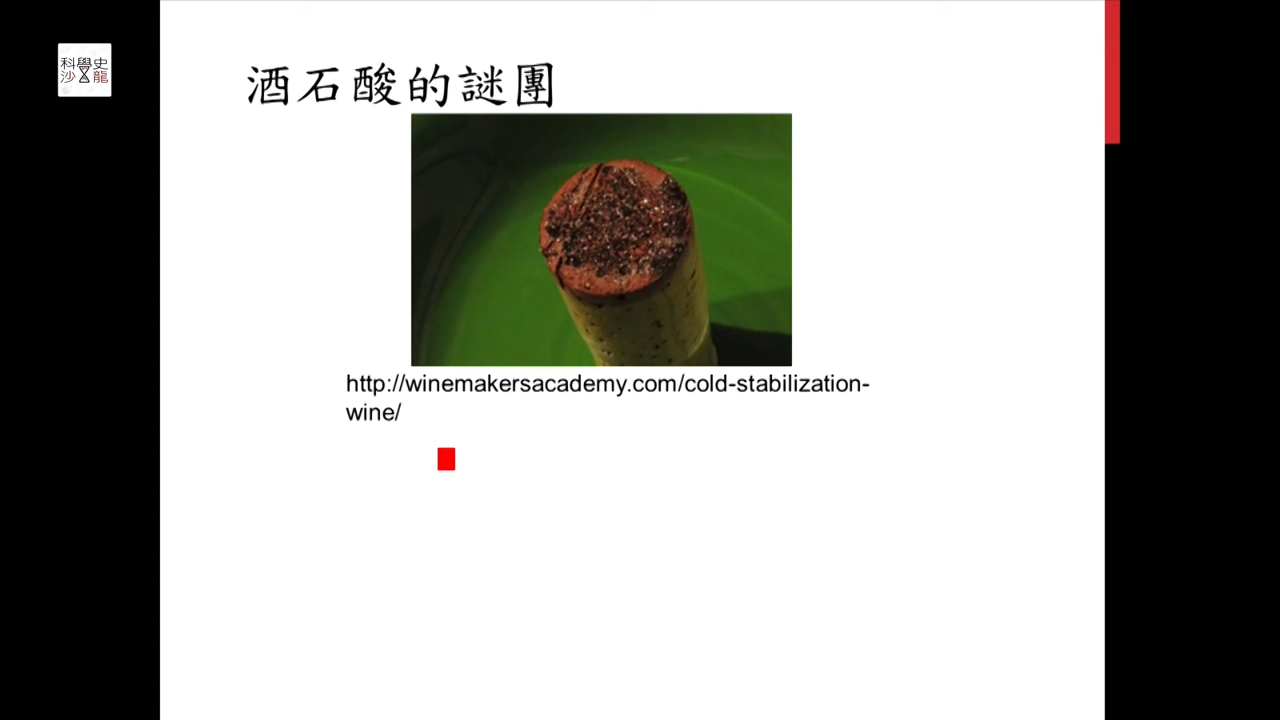 科學史
沙龍
酒石酸的謎團
http://winemakersacademy.com/cold-stabilization-
wine/